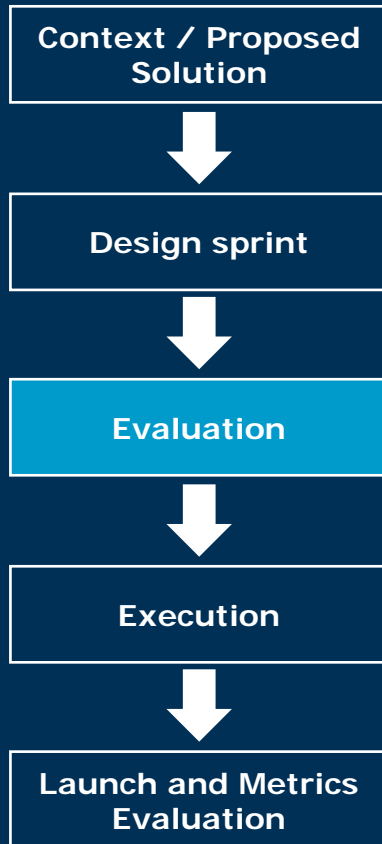 Context / Proposed
Solution
Design sprint
Evaluation
Execution
Launch and Metrics
Evaluation